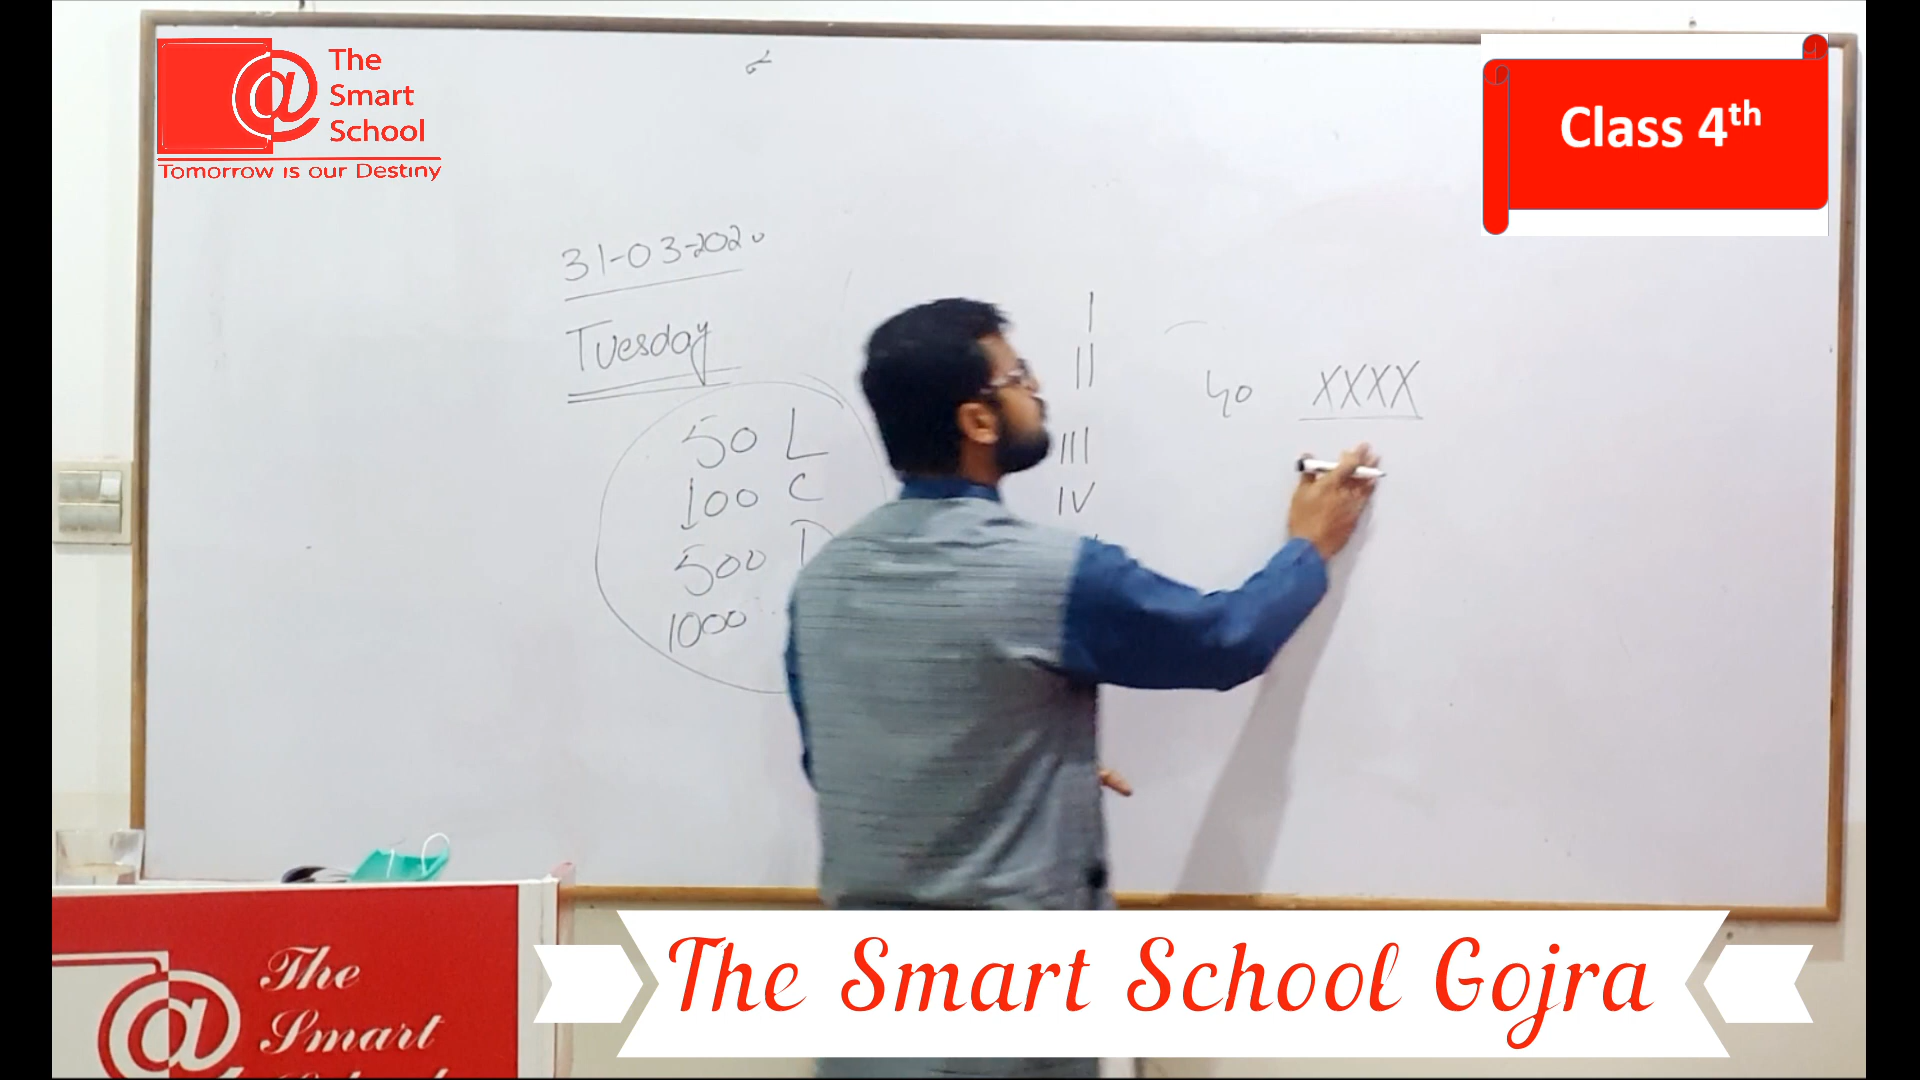 The
Smart
School
Tomorrow is our Destiny
Class 4th
31-03-2020
Tuesday
50 L
100 C
500 D
1000
I
II
III
IV
40 XXXX
The
Smart
The Smart School Gojra